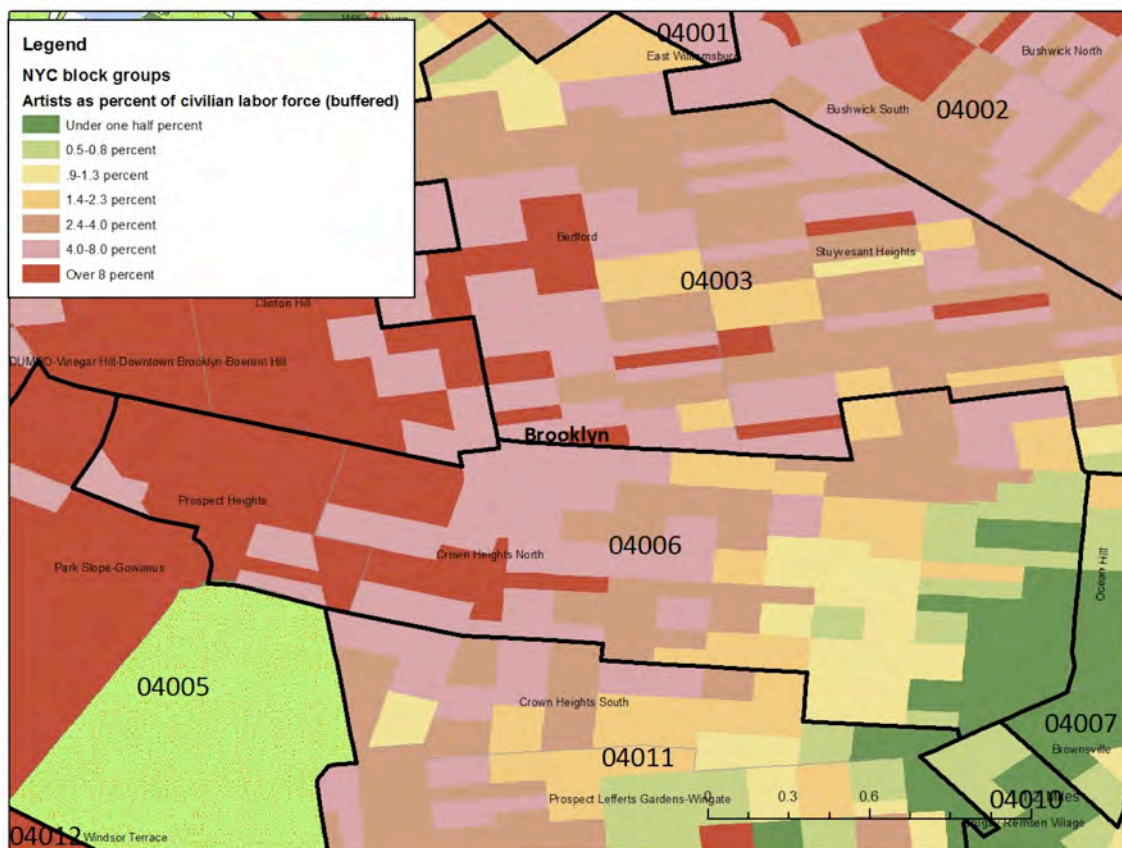 Williamsburg
Legend
NYC block groups
Artists as percent of civilian labor force (buffered)
Under one half percent
0.5-0.8 percent
.9-1.3 percent
1.4-2.3 percent
2.4-4.0 percent
4.0-8.0 percent
Over 8 percent
04001
East Williamsburg
Bushwick North
Bushwick South
04002
Bedford
Stuyvesant Heights
04003
Clinton Hill
DUMBO-Vinegar Hill-Downtown Brooklyn-Boerum Hill
Brooklyn
Prospect Heights
Crown Heights North
04006
Park Slope-Gowanus
Ocean Hill
04005
Crown Heights South
04007
Brownsville
04011
Prospect Lefferts Gardens-Wingate
0 0.3 0.6 Miles
04010
Remsen Village
04012
Windsor Terrace